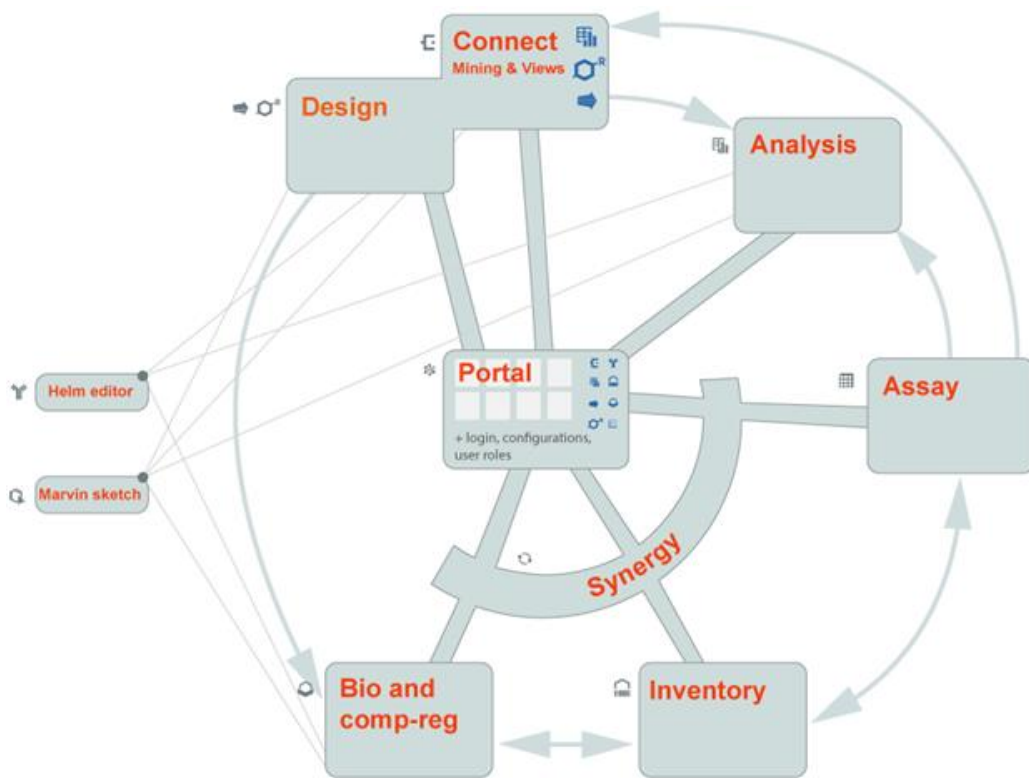 Connect
Mining & Views
R
Design
R
Analysis
Portal
+ login, configurations,
user roles
R
Assay
Helm editor
Marvin sketch
Synergy
Bio and
comp-reg
Inventory